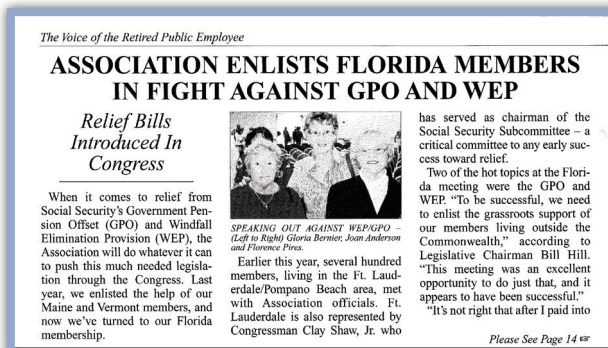 The Voice of the Retired Public Employee
ASSOCIATION ENLISTS FLORIDA MEMBERS
IN FIGHT AGAINST GPO AND WEP
Relief Bills
Introduced In
Congress
When it comes to relief from
Social Security's Government Pen-
sion Offset (GPO) and Windfall
Elimination Provision (WEP), the
Association will do whatever it can
to push this much needed legisla-
tion through the Congress. Last
year, we enlisted the help of our
Maine and Vermont members, and
now we've turned to our Florida
membership.
SPEAKING OUT AGAINST WEP/GPO –
(Left to Right) Gloria Bernier, Joan Anderson
and Florence Pires.
Earlier this year, several hundred
members, living in the Ft. Laud-
erdale/Pompano Beach area, met
with Association officials. Ft.
Lauderdale is also represented by
Congressman Clay Shaw, Jr. who
has served as chairman of the
Social Security Subcommittee – a
critical committee to any early suc-
cess toward relief.
Two of the hot topics at the Flori-
da meeting were the GPO and
WEP. "To be successful, we need
to enlist the grassroots support of
our members living outside the
Commonwealth," according to
Legislative Chairman Bill Hill.
"This meeting was an excellent
opportunity to do just that, and it
appears to have been successful."
"It's not right that after I paid into
Please See Page 14 ☞